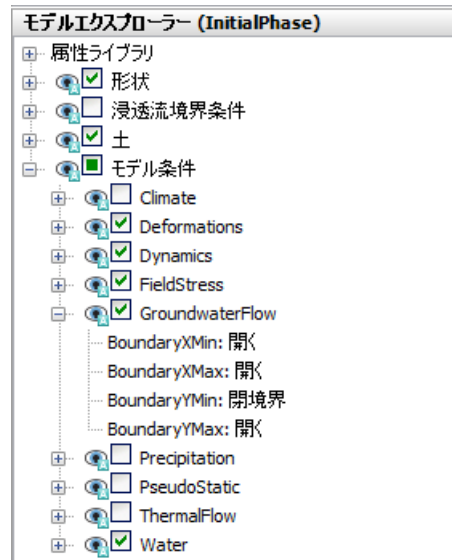 モデルエクスプローラー (InitialPhase)
属性ライブラリ
形状
浸透流境界条件
土
モデル条件
Climate
Deformations
Dynamics
FieldStress
GroundwaterFlow
BoundaryXMin: 開く
BoundaryXMax: 開く
BoundaryYMin: 閉境界
BoundaryYMax: 開く
Precipitation
PseudoStatic
ThermalFlow
Water